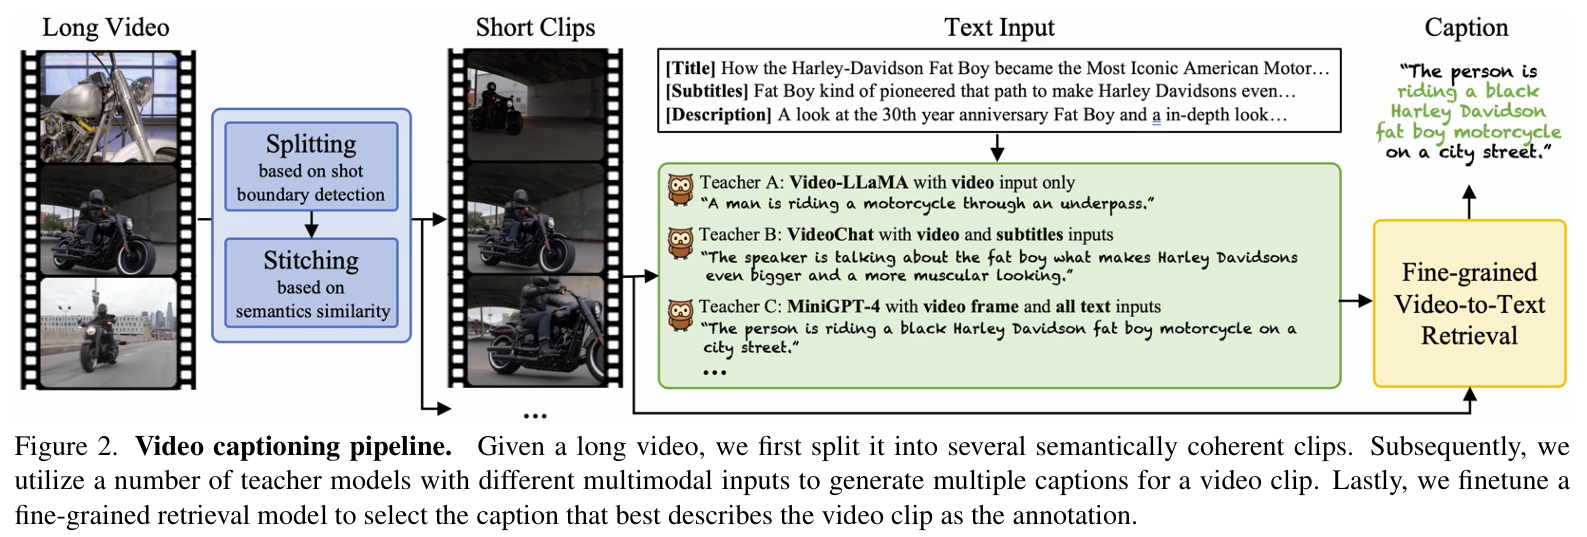 Long Video
Short Clips
Text Input
Caption
Splitting
based on shot
boundary detection
Stitching
based on
semantics similarity
...
[Title] How the Harley-Davidson Fat Boy became the Most Iconic American Motor…
[Subtitles] Fat Boy kind of pioneered that path to make Harley Davidsons even…
[Description] A look at the 30th year anniversary Fat Boy and a in-depth look…
Teacher A: Video-LLaMA with video input only
“A man is riding a motorcycle through an underpass.”
Teacher B: VideoChat with video and subtitles inputs
“The speaker is talking about the fat boy what makes Harley Davidsons
even bigger and a more muscular looking.”
Teacher C: MiniGPT-4 with video frame and all text inputs
“The person is riding a black Harley Davidson fat boy motorcycle on a
city street.”
...
“The person is
riding a black
Harley Davidson
fat boy motorcycle
on a city street.”
Fine-grained
Video-to-Text
Retrieval
Figure 2. Video captioning pipeline. Given a long video, we first split it into several semantically coherent clips. Subsequently, we
utilize a number of teacher models with different multimodal inputs to generate multiple captions for a video clip. Lastly, we finetune a
fine-grained retrieval model to select the caption that best describes the video clip as the annotation.